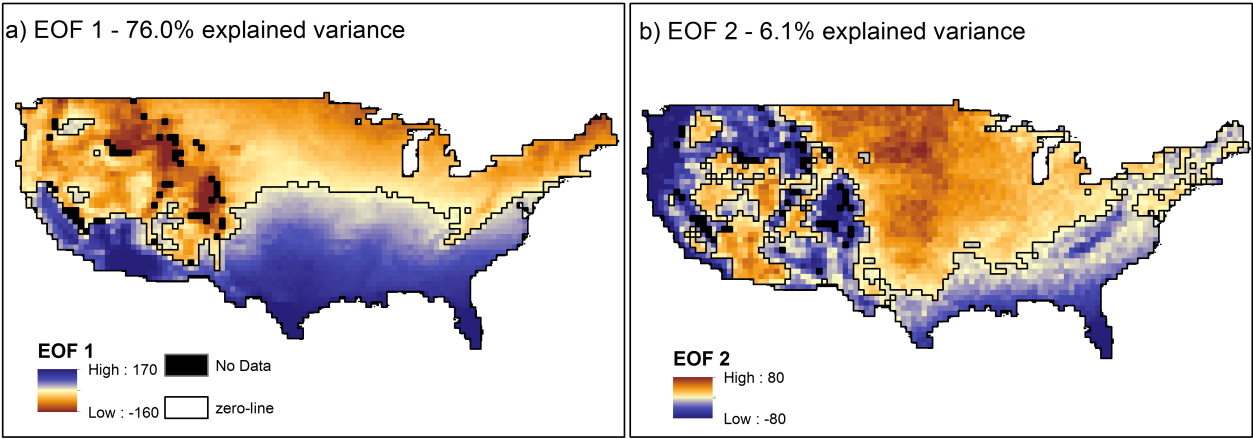 a) EOF 1 - 76.0% explained variance
EOF 1
High : 170
Low : -160
No Data
zero-line
b) EOF 2 - 6.1% explained variance
EOF 2
High : 80
Low : -80